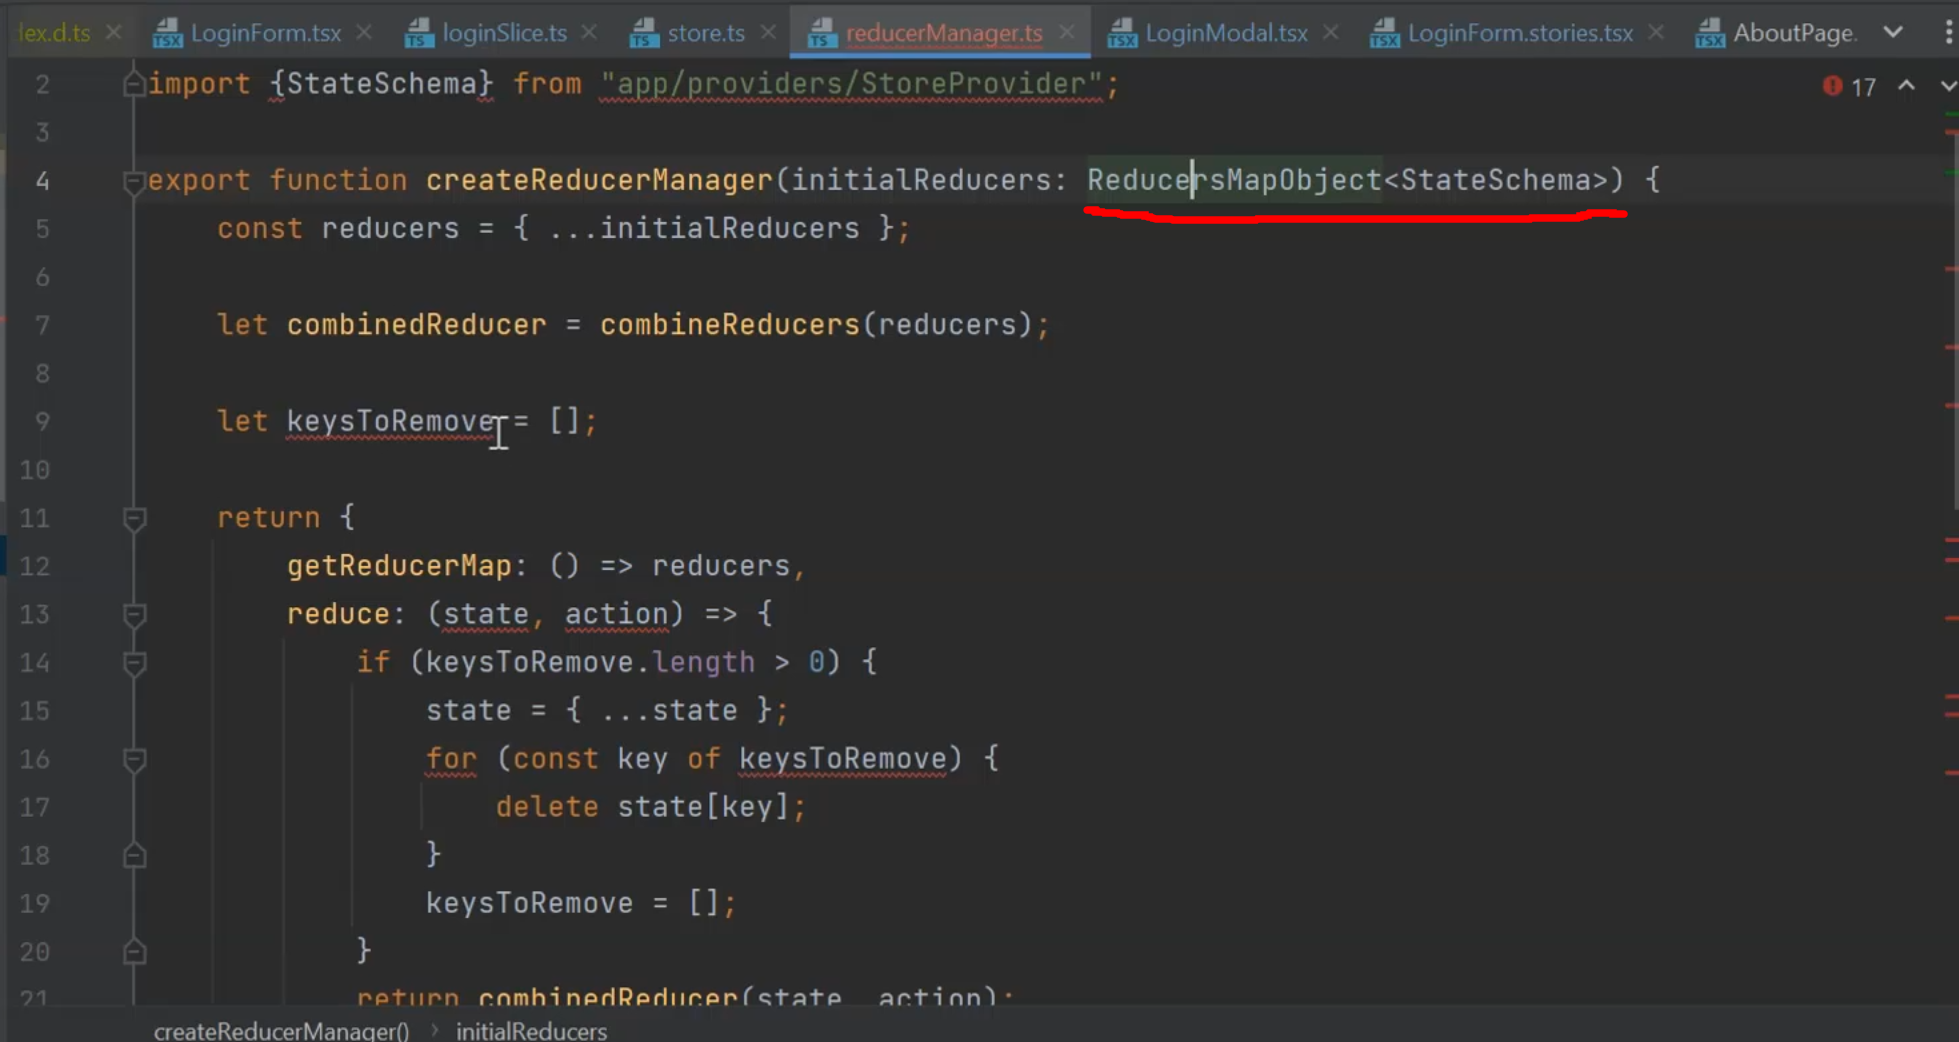 lex.d.ts LoginForm.tsx loginSlice.ts store.ts reducerManager.ts LoginModal.tsx LoginForm.stories.tsx AboutPage.
2 import {StateSchema} from "app/providers/StoreProvider"; 17
3
4 export function createReducerManager(initialReducers: ReducersMapObject<StateSchema>) {
5 const reducers = { ...initialReducers };
6
7 let combinedReducer = combineReducers(reducers);
8
9 let keysToRemove = [];
10
11 return {
12 getReducerMap: () => reducers,
13 reduce: (state, action) => {
14 if (keysToRemove.length > 0) {
15 state = { ...state };
16 for (const key of keysToRemove) {
17 delete state[key];
18 }
19 keysToRemove = [];
20 }
21 return combinedReducer(state, action);
createReducerManager() › initialReducers